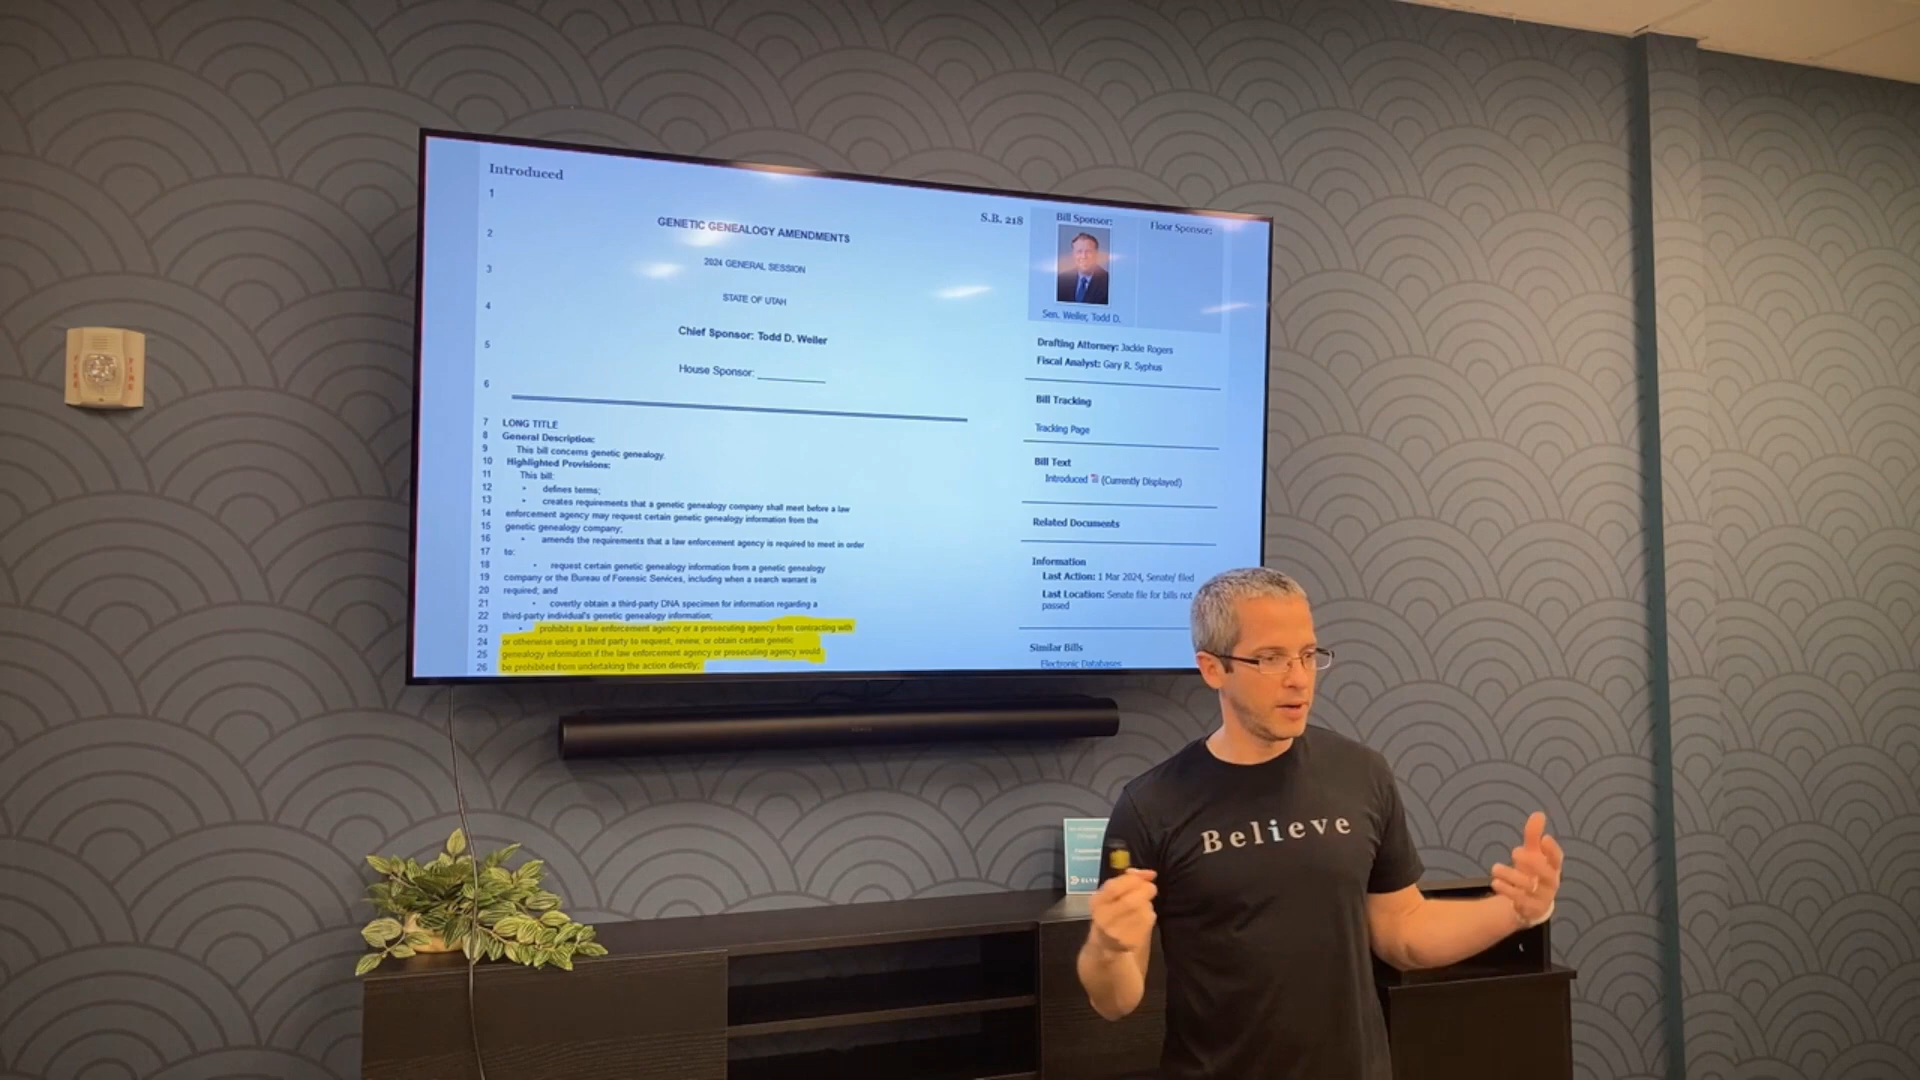 Introduced
S.B. 218
1
2 GENETIC GENEALOGY AMENDMENTS
3 2024 GENERAL SESSION
4 STATE OF UTAH
5 Chief Sponsor: Todd D. Weiler
6 House Sponsor: ____________
7 LONG TITLE
8 General Description:
9 This bill concerns genetic genealogy.
10 Highlighted Provisions:
11 This bill:
12 • defines terms;
13 • creates requirements that a genetic genealogy company shall meet before a law
14 enforcement agency may request certain genetic genealogy information from the
15 genetic genealogy company;
16 • amends the requirements that a law enforcement agency is required to meet in order
17 to:
18 • request certain genetic genealogy information from a genetic genealogy
19 company or the Bureau of Forensic Services, including when a search warrant is
20 required; and
21 • covertly obtain a third-party DNA specimen for information regarding a
22 third-party individual's genetic genealogy information;
23 • prohibits a law enforcement agency or a prosecuting agency from contracting with
24 or otherwise using a third party to request, review, or obtain certain genetic
25 genealogy information if the law enforcement agency or prosecuting agency would
26 be prohibited from undertaking the action directly;
Bill Sponsor:
Floor Sponsor:
Sen. Weiler, Todd D.
Drafting Attorney: Jackie Rogers
Fiscal Analyst: Gary R. Syphus
Bill Tracking
Tracking Page
Bill Text
Introduced (Currently Displayed)
Related Documents
Information
Last Action: 1 Mar 2024, Senate/ filed
Last Location: Senate file for bills not
passed
Similar Bills
Electronic Databases
FIRE
FIRE
Believe